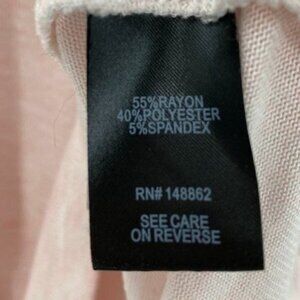 55%RAYON
40%POLYESTER
5%SPANDEX
RN# 148862
SEE CARE
ON REVERSE